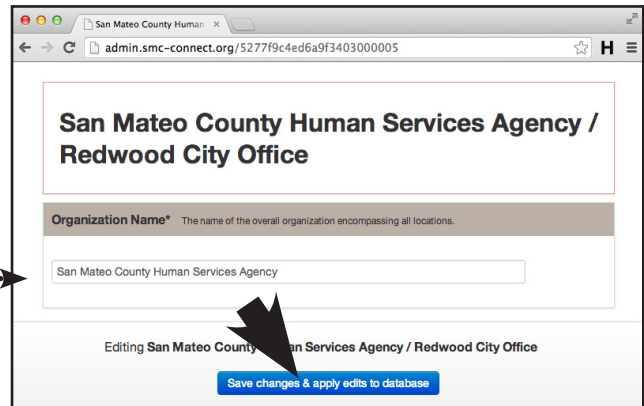 San Mateo County Human
admin.smc-connect.org/5277f9c4ed6a9f3403000005
H
San Mateo County Human Services Agency /
Redwood City Office
Organization Name* The name of the overall organization encompassing all locations.
San Mateo County Human Services Agency
Editing San Mateo County an Services Agency / Redwood City Office
Save changes & apply edits to database